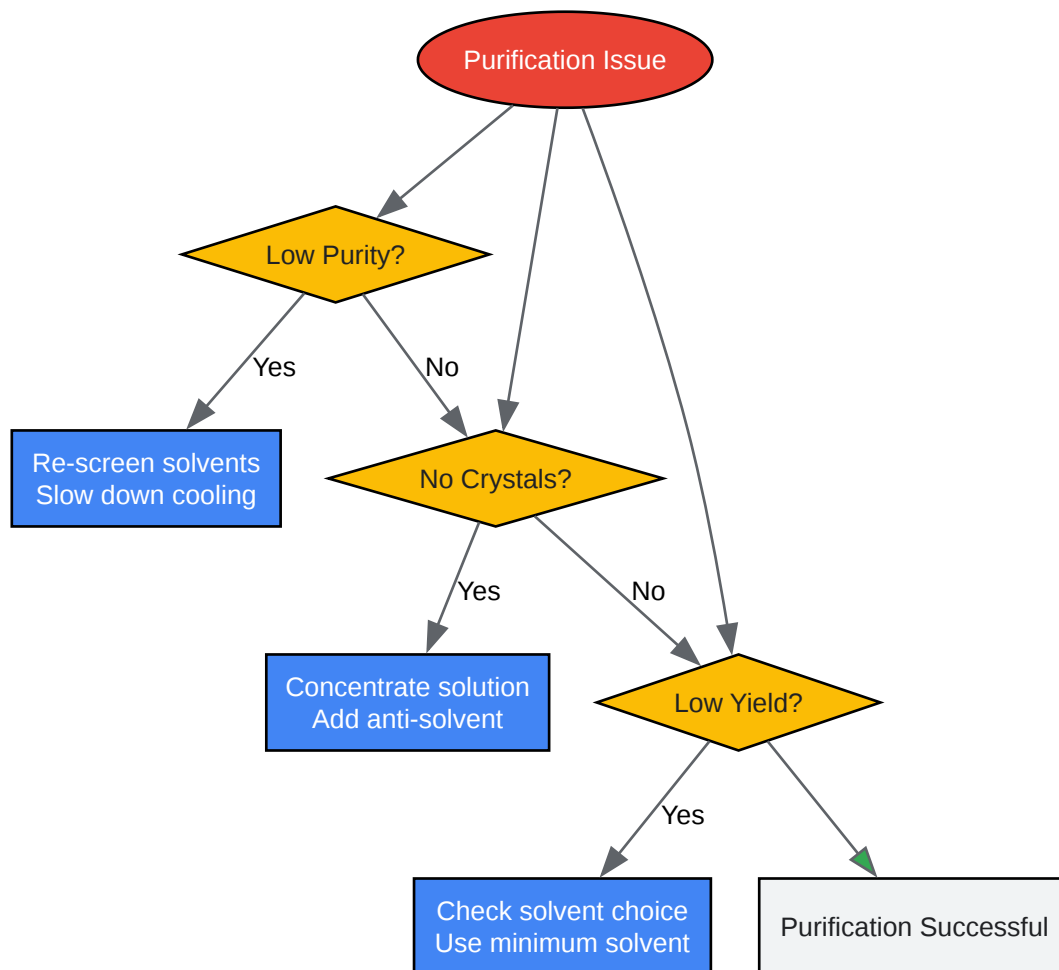 Purification Issue
Low Purity?
Yes
No
Re-screen solvents
Slow down cooling
No Crystals?
Yes
No
Concentrate solution
Add anti-solvent
Low Yield?
Yes
Check solvent choice
Use minimum solvent
Purification Successful